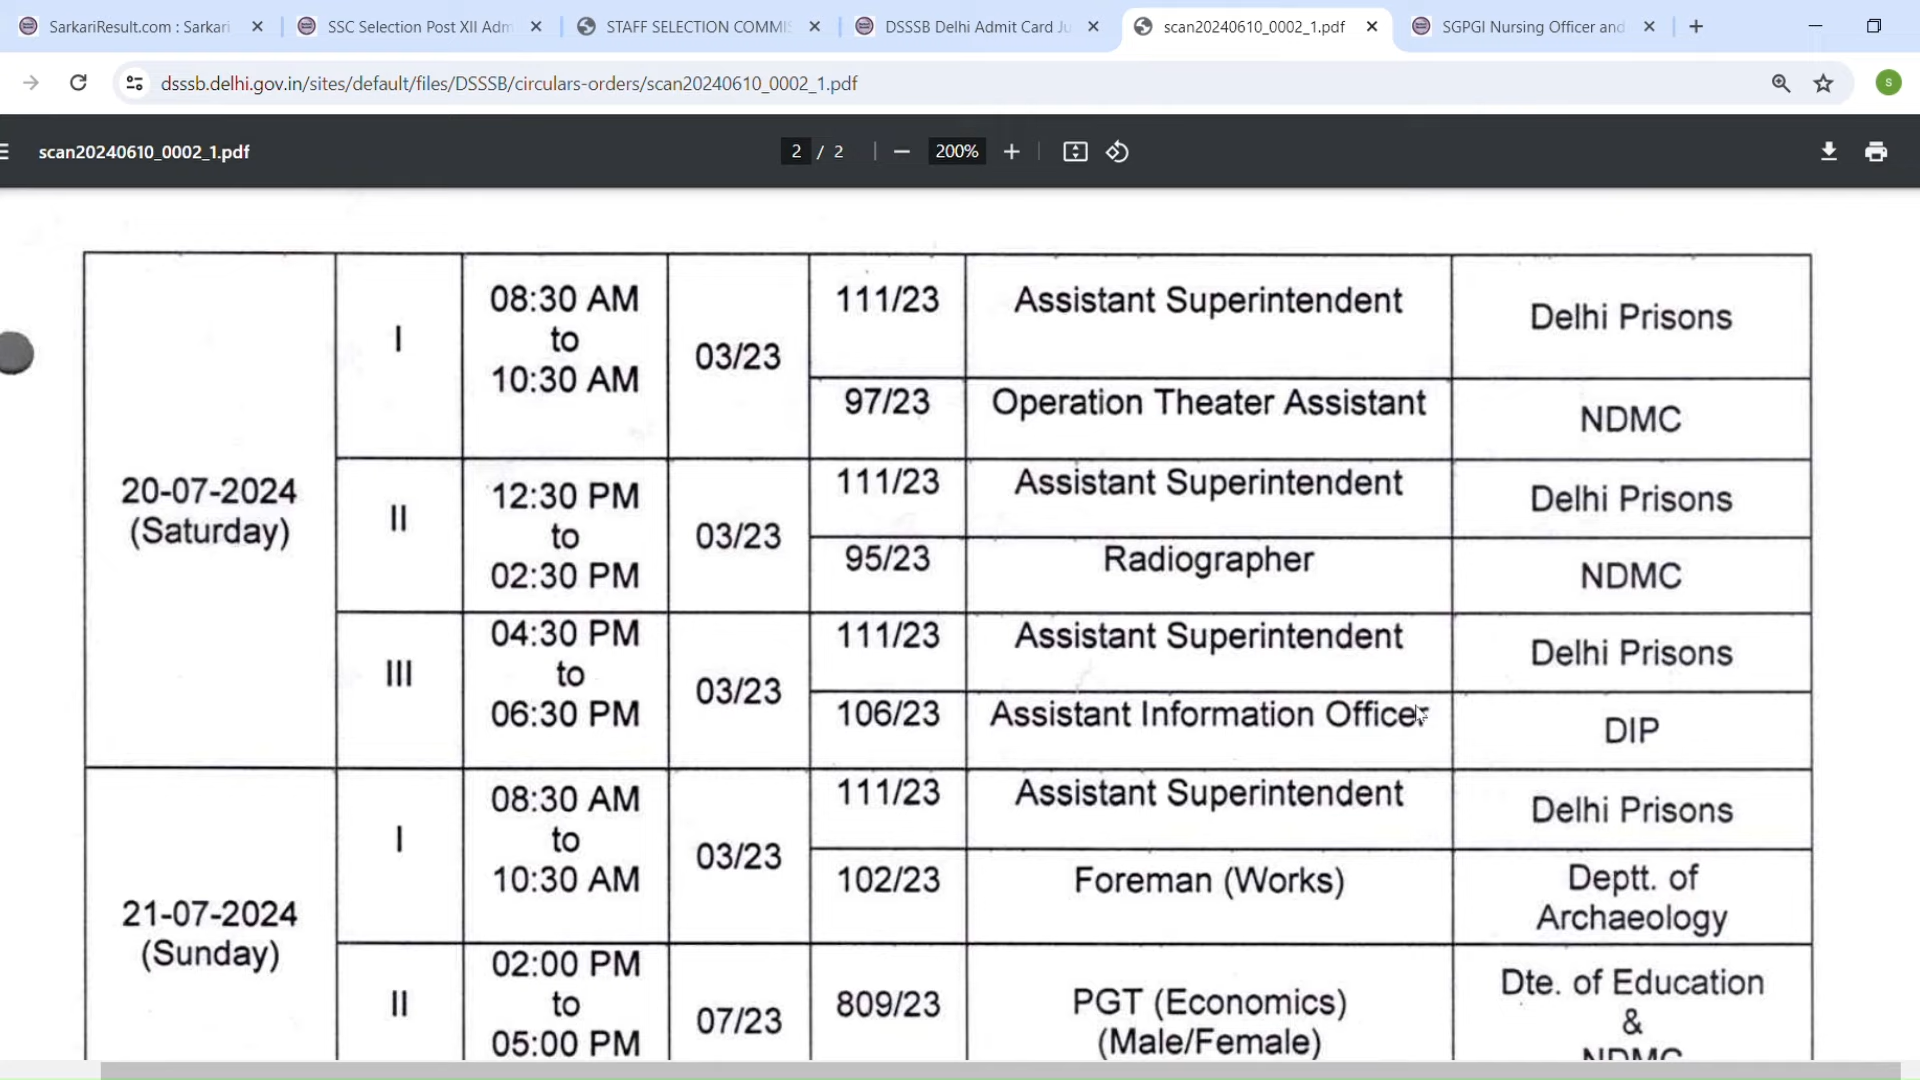 SarkariResult.com : Sarkari
SSC Selection Post XII Adm
STAFF SELECTION COMMIS
DSSSB Delhi Admit Card Ju
scan20240610_0002_1.pdf
SGPGI Nursing Officer and
dsssb.delhi.gov.in/sites/default/files/DSSSB/circulars-orders/scan20240610_0002_1.pdf
S
scan20240610_0002_1.pdf
2 / 2
200%
20-07-2024
(Saturday)
I
08:30 AM
to
10:30 AM
03/23
111/23
Assistant Superintendent
Delhi Prisons
97/23
Operation Theater Assistant
NDMC
II
12:30 PM
to
02:30 PM
03/23
111/23
Assistant Superintendent
Delhi Prisons
95/23
Radiographer
NDMC
III
04:30 PM
to
06:30 PM
03/23
111/23
Assistant Superintendent
Delhi Prisons
106/23
Assistant Information Officer
DIP
21-07-2024
(Sunday)
I
08:30 AM
to
10:30 AM
03/23
111/23
Assistant Superintendent
Delhi Prisons
102/23
Foreman (Works)
Deptt. of
Archaeology
II
02:00 PM
to
05:00 PM
07/23
809/23
PGT (Economics)
(Male/Female)
Dte. of Education
&
NDMC